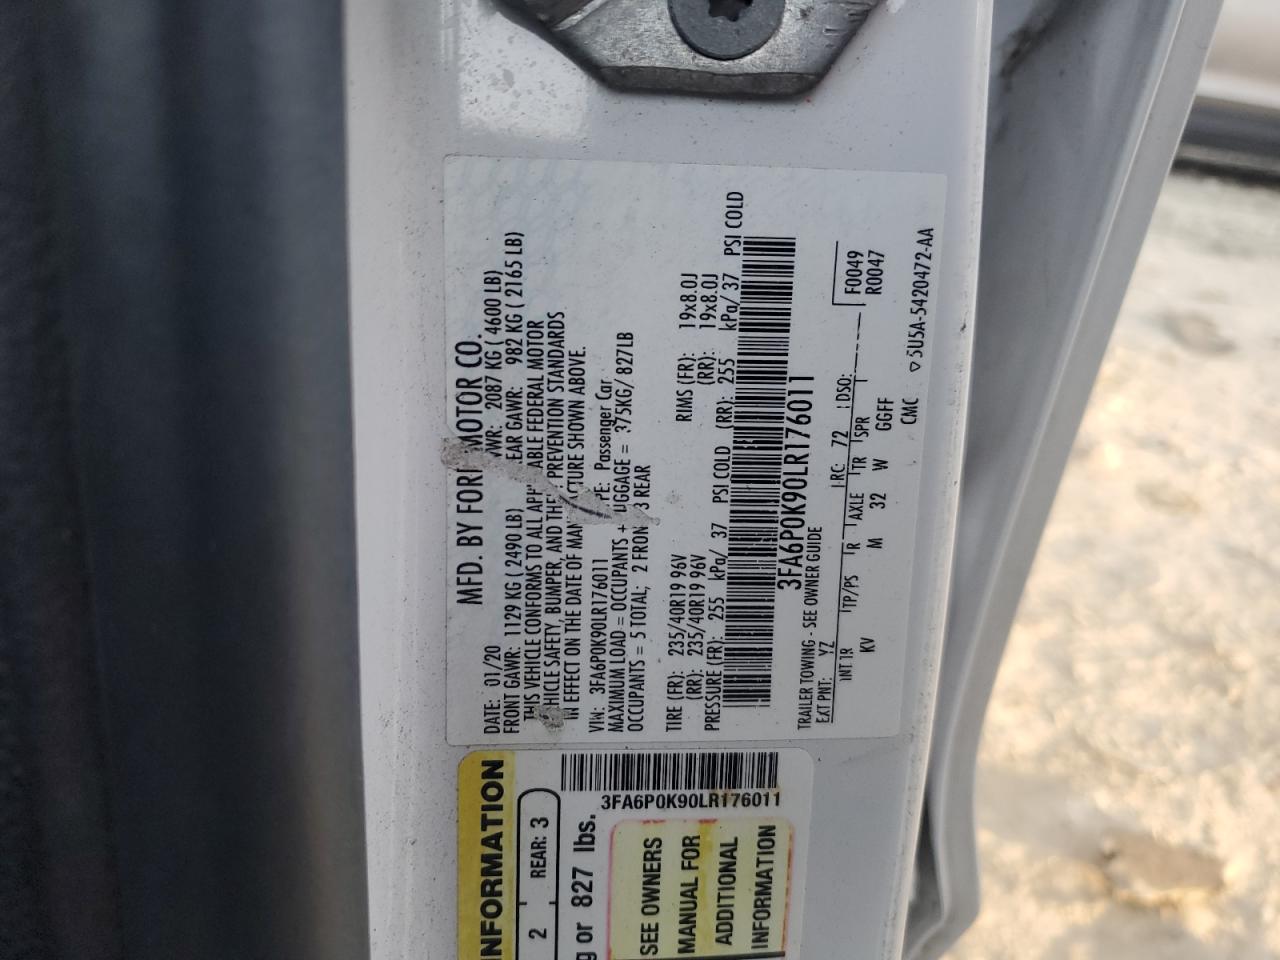 MFD. BY FORD MOTOR CO.
DATE: 01/20 GVWR: 2087 KG ( 4600 LB)
FRONT GAWR: 1129 KG ( 2490 LB) REAR GAWR: 982 KG ( 2165 LB)
THIS VEHICLE CONFORMS TO ALL APPLICABLE FEDERAL MOTOR
VEHICLE SAFETY, BUMPER, AND THEFT PREVENTION STANDARDS
IN EFFECT ON THE DATE OF MANUFACTURE SHOWN ABOVE.
VIN: 3FA6P0K90LR176011 TYPE: Passenger Car
MAXIMUM LOAD = OCCUPANTS + LUGGAGE = 375KG/ 827LB
OCCUPANTS = 5 TOTAL; 2 FRONT 3 REAR
TIRE (FR): 235/40R19 96V RIMS (FR): 19x8.0J
(RR): 235/40R19 96V (RR): 19x8.0J
PRESSURE (FR): 255 kPa/ 37 PSI COLD (RR): 255 kPa/ 37 PSI COLD
3FA6P0K90LR176011
TRAILER TOWING - SEE OWNER GUIDE
EXT PNT: YZ RC: 72 DSO: F0049
R0047
INT TR TP/PS R AXLE TR SPR
KV M 32 W GGFF
CMC 5U5A-5420472-AA
INFORMATION
2 REAR: 3
or 827 lbs.
3FA6P0K90LR176011
SEE OWNERS
MANUAL FOR
ADDITIONAL
INFORMATION